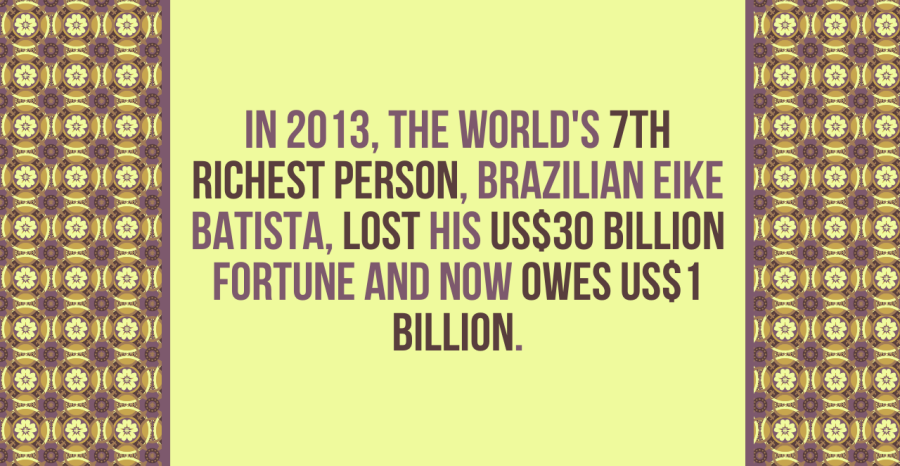 IN 2013, THE WORLD'S 7TH
RICHEST PERSON, BRAZILIAN EIKE
BATISTA, LOST HIS US$30 BILLION
FORTUNE AND NOW OWES US$1
BILLION.